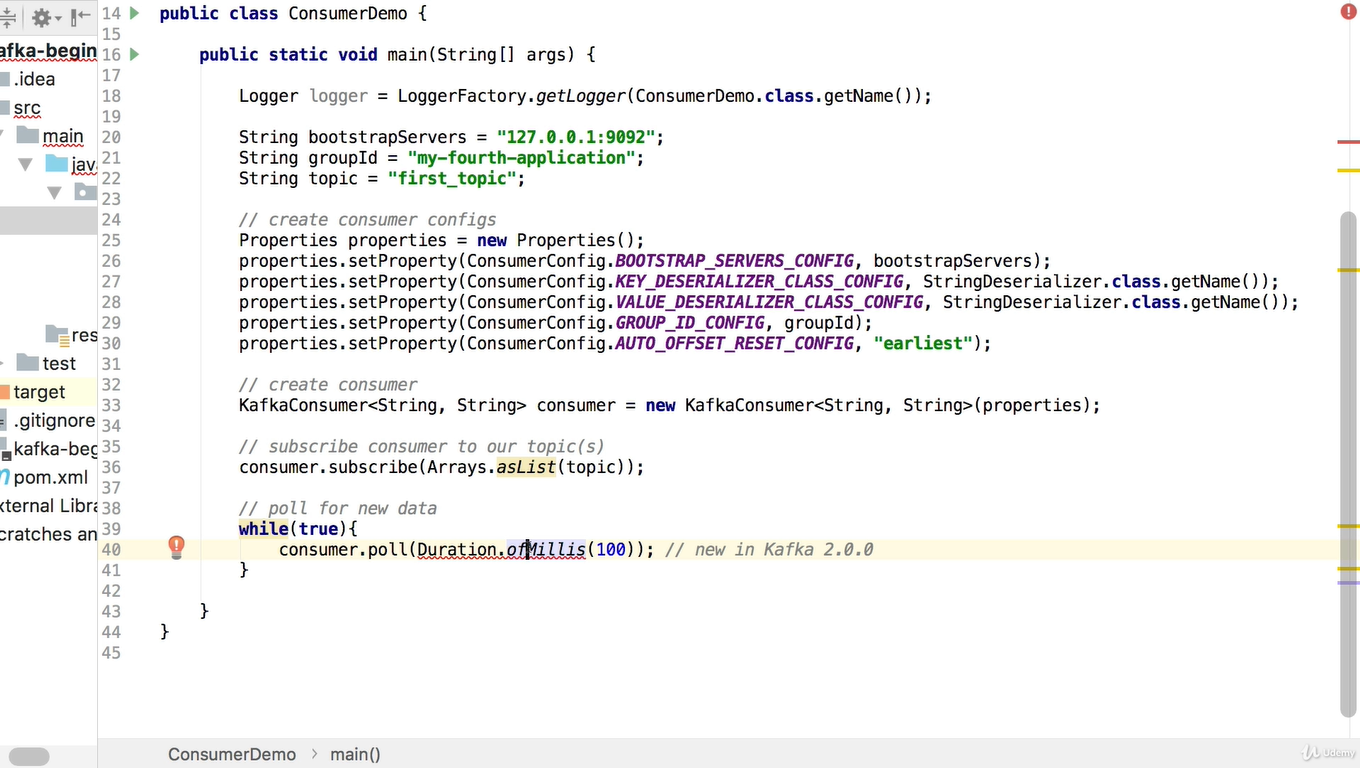 14 public class ConsumerDemo {
15
afka-begin 16 public static void main(String[] args) {
17
.idea
18 Logger logger = LoggerFactory.getLogger(ConsumerDemo.class.getName());
src
19
main 20 String bootstrapServers = "127.0.0.1:9092";
jav 21 String groupId = "my-fourth-application";
22 String topic = "first_topic";
23
24 // create consumer configs
25 Properties properties = new Properties();
26 properties.setProperty(ConsumerConfig.BOOTSTRAP_SERVERS_CONFIG, bootstrapServers);
27 properties.setProperty(ConsumerConfig.KEY_DESERIALIZER_CLASS_CONFIG, StringDeserializer.class.getName());
28 properties.setProperty(ConsumerConfig.VALUE_DESERIALIZER_CLASS_CONFIG, StringDeserializer.class.getName());
29 properties.setProperty(ConsumerConfig.GROUP_ID_CONFIG, groupId);
res
30 properties.setProperty(ConsumerConfig.AUTO_OFFSET_RESET_CONFIG, "earliest");
test 31
32 // create consumer
target
33 KafkaConsumer<String, String> consumer = new KafkaConsumer<String, String>(properties);
.gitignore 34
35 // subscribe consumer to our topic(s)
kafka-beg
36 consumer.subscribe(Arrays.asList(topic));
pom.xml 37
38 // poll for new data
xternal Libra
39 while(true){
cratches an
40 consumer.poll(Duration.ofMillis(100)); // new in Kafka 2.0.0
41 }
42
43 }
44 }
45
ConsumerDemo > main()
Udemy